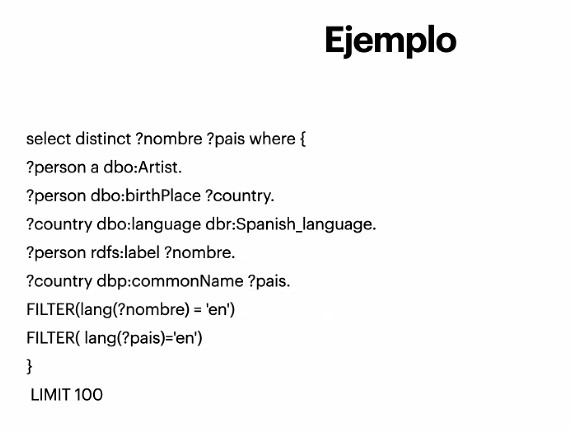 Ejemplo
select distinct ?nombre ?pais where {
?person a dbo:Artist.
?person dbo:birthPlace ?country.
?country dbo:language dbr:Spanish_language.
?person rdfs:label ?nombre.
?country dbp:commonName ?pais.
FILTER(lang(?nombre) = 'en')
FILTER( lang(?pais)='en')
}
LIMIT 100